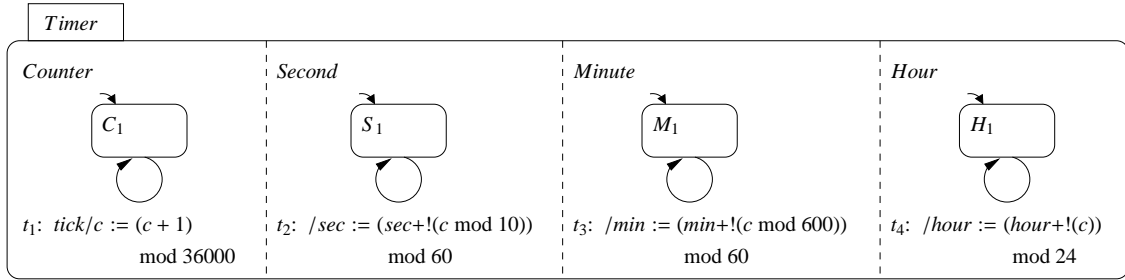 Timer
Counter Second Minute Hour
C1 S1 M1 H1
t1: tick/c := (c + 1) t2: /sec := (sec+!(c mod 10)) t3: /min := (min+!(c mod 600)) t4: /hour := (hour+!(c))
mod 36000 mod 60 mod 60 mod 24